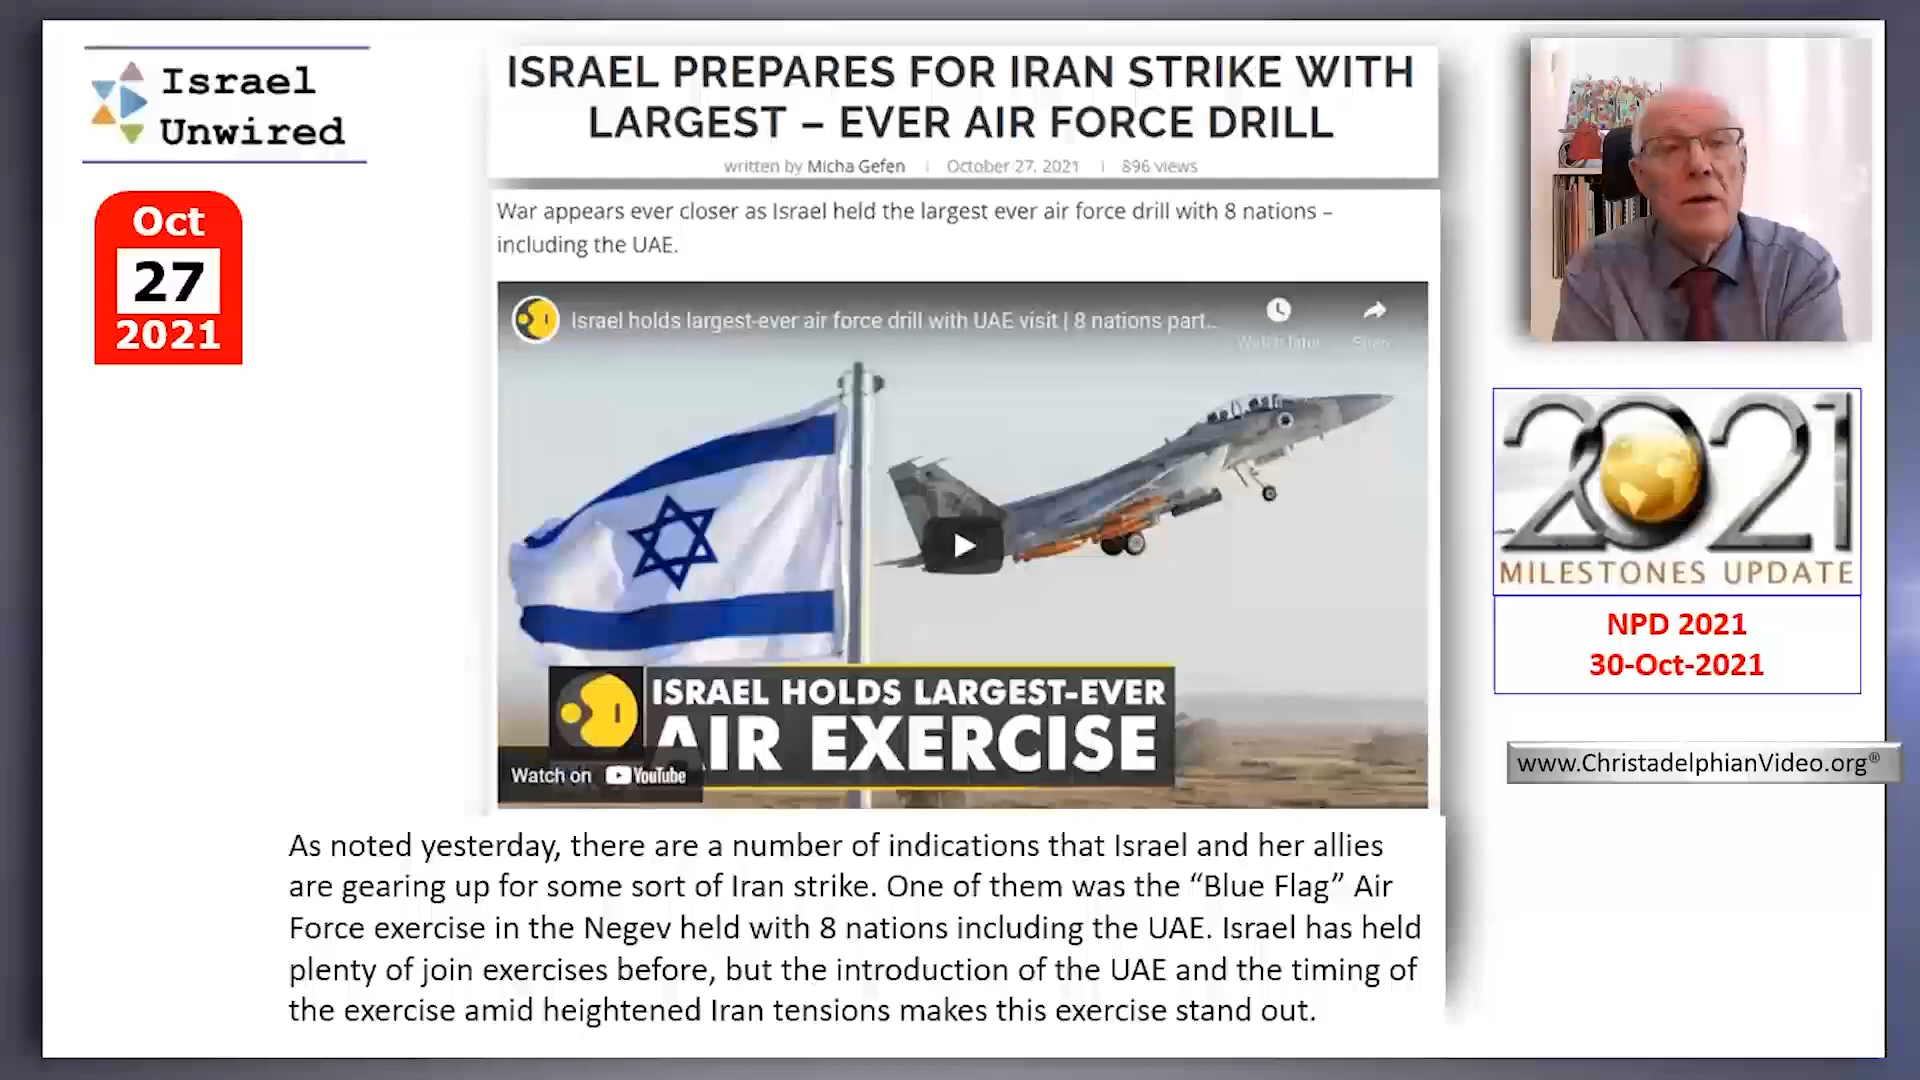 Israel
Unwired
Oct
27
2021
ISRAEL PREPARES FOR IRAN STRIKE WITH
LARGEST – EVER AIR FORCE DRILL
written by Micha Gefen | October 27, 2021 | 896 views
War appears ever closer as Israel held the largest ever air force drill with 8 nations –
including the UAE.
Israel holds largest-ever air force drill with UAE visit | 8 nations part...
Watch later
Share
ISRAEL HOLDS LARGEST-EVER
AIR EXERCISE
Watch on YouTube
As noted yesterday, there are a number of indications that Israel and her allies
are gearing up for some sort of Iran strike. One of them was the “Blue Flag” Air
Force exercise in the Negev held with 8 nations including the UAE. Israel has held
plenty of join exercises before, but the introduction of the UAE and the timing of
the exercise amid heightened Iran tensions makes this exercise stand out.
2021
MILESTONES UPDATE
NPD 2021
30-Oct-2021
www.ChristadelphianVideo.org®